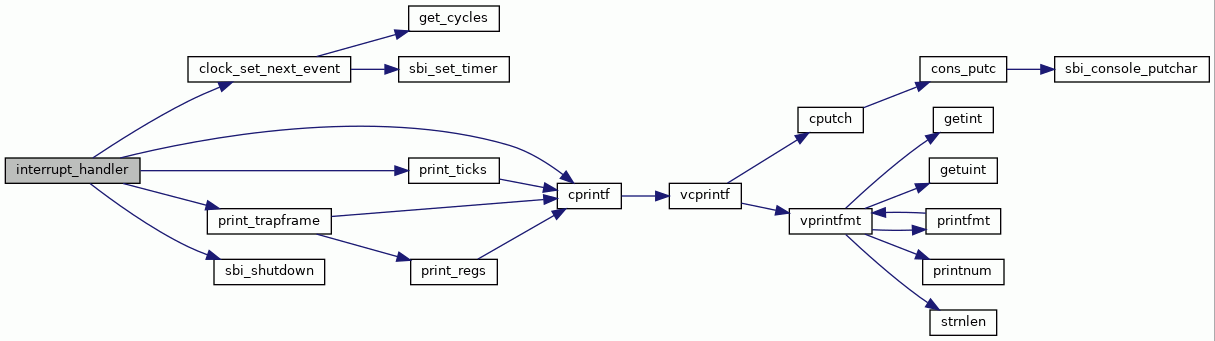 get_cycles
clock_set_next_event
sbi_set_timer
cons_putc
sbi_console_putchar
cputch
getint
interrupt_handler
print_ticks
getuint
cprintf
vcprintf
print_trapframe
vprintfmt
printfmt
sbi_shutdown
print_regs
printnum
strnlen